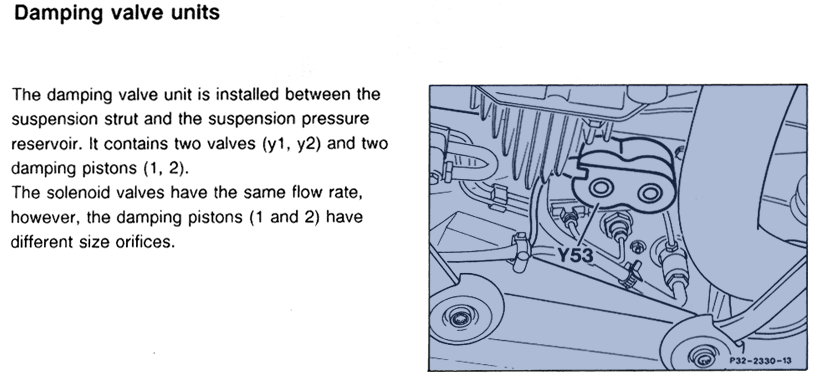 Damping valve units
The damping valve unit is installed between the
suspension strut and the suspension pressure
reservoir. It contains two valves (y1, y2) and two
damping pistons (1, 2).
The solenoid valves have the same flow rate,
however, the damping pistons (1 and 2) have
different size orifices.
Y53
P32-2330-13